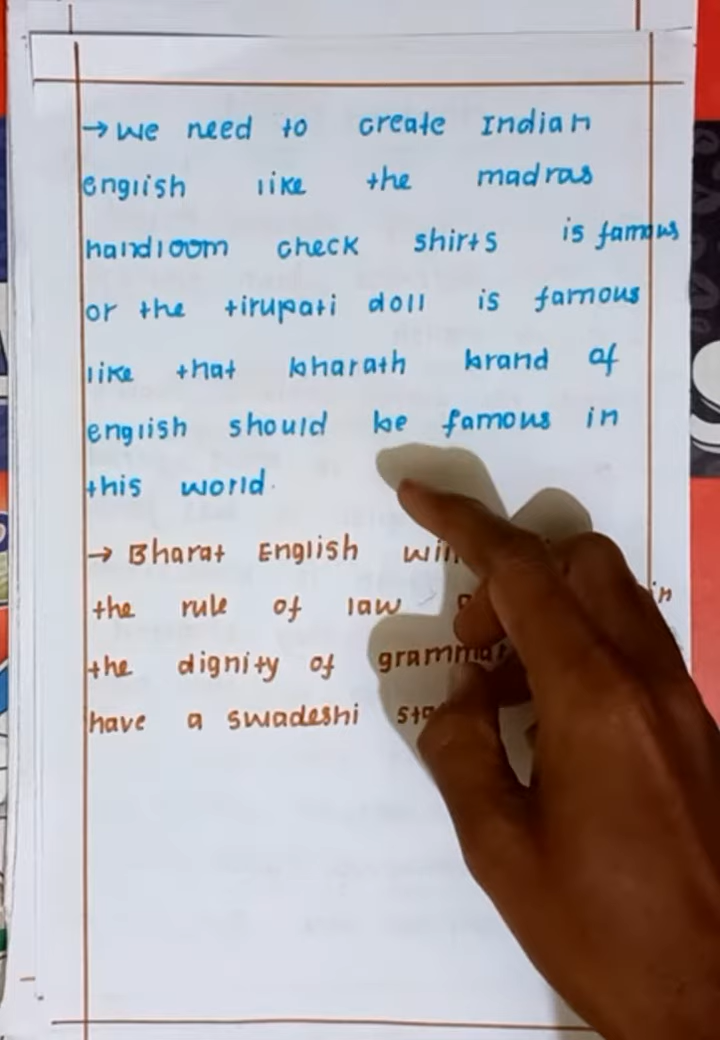 → we need to create Indian
english like the madras
handloom check shirts is famous
or the tirupati doll is famous
like that bharath brand of
english should be famous in
this world.
→ Bharat English
the rule of law in
the dignity of grammar
have a swadeshi